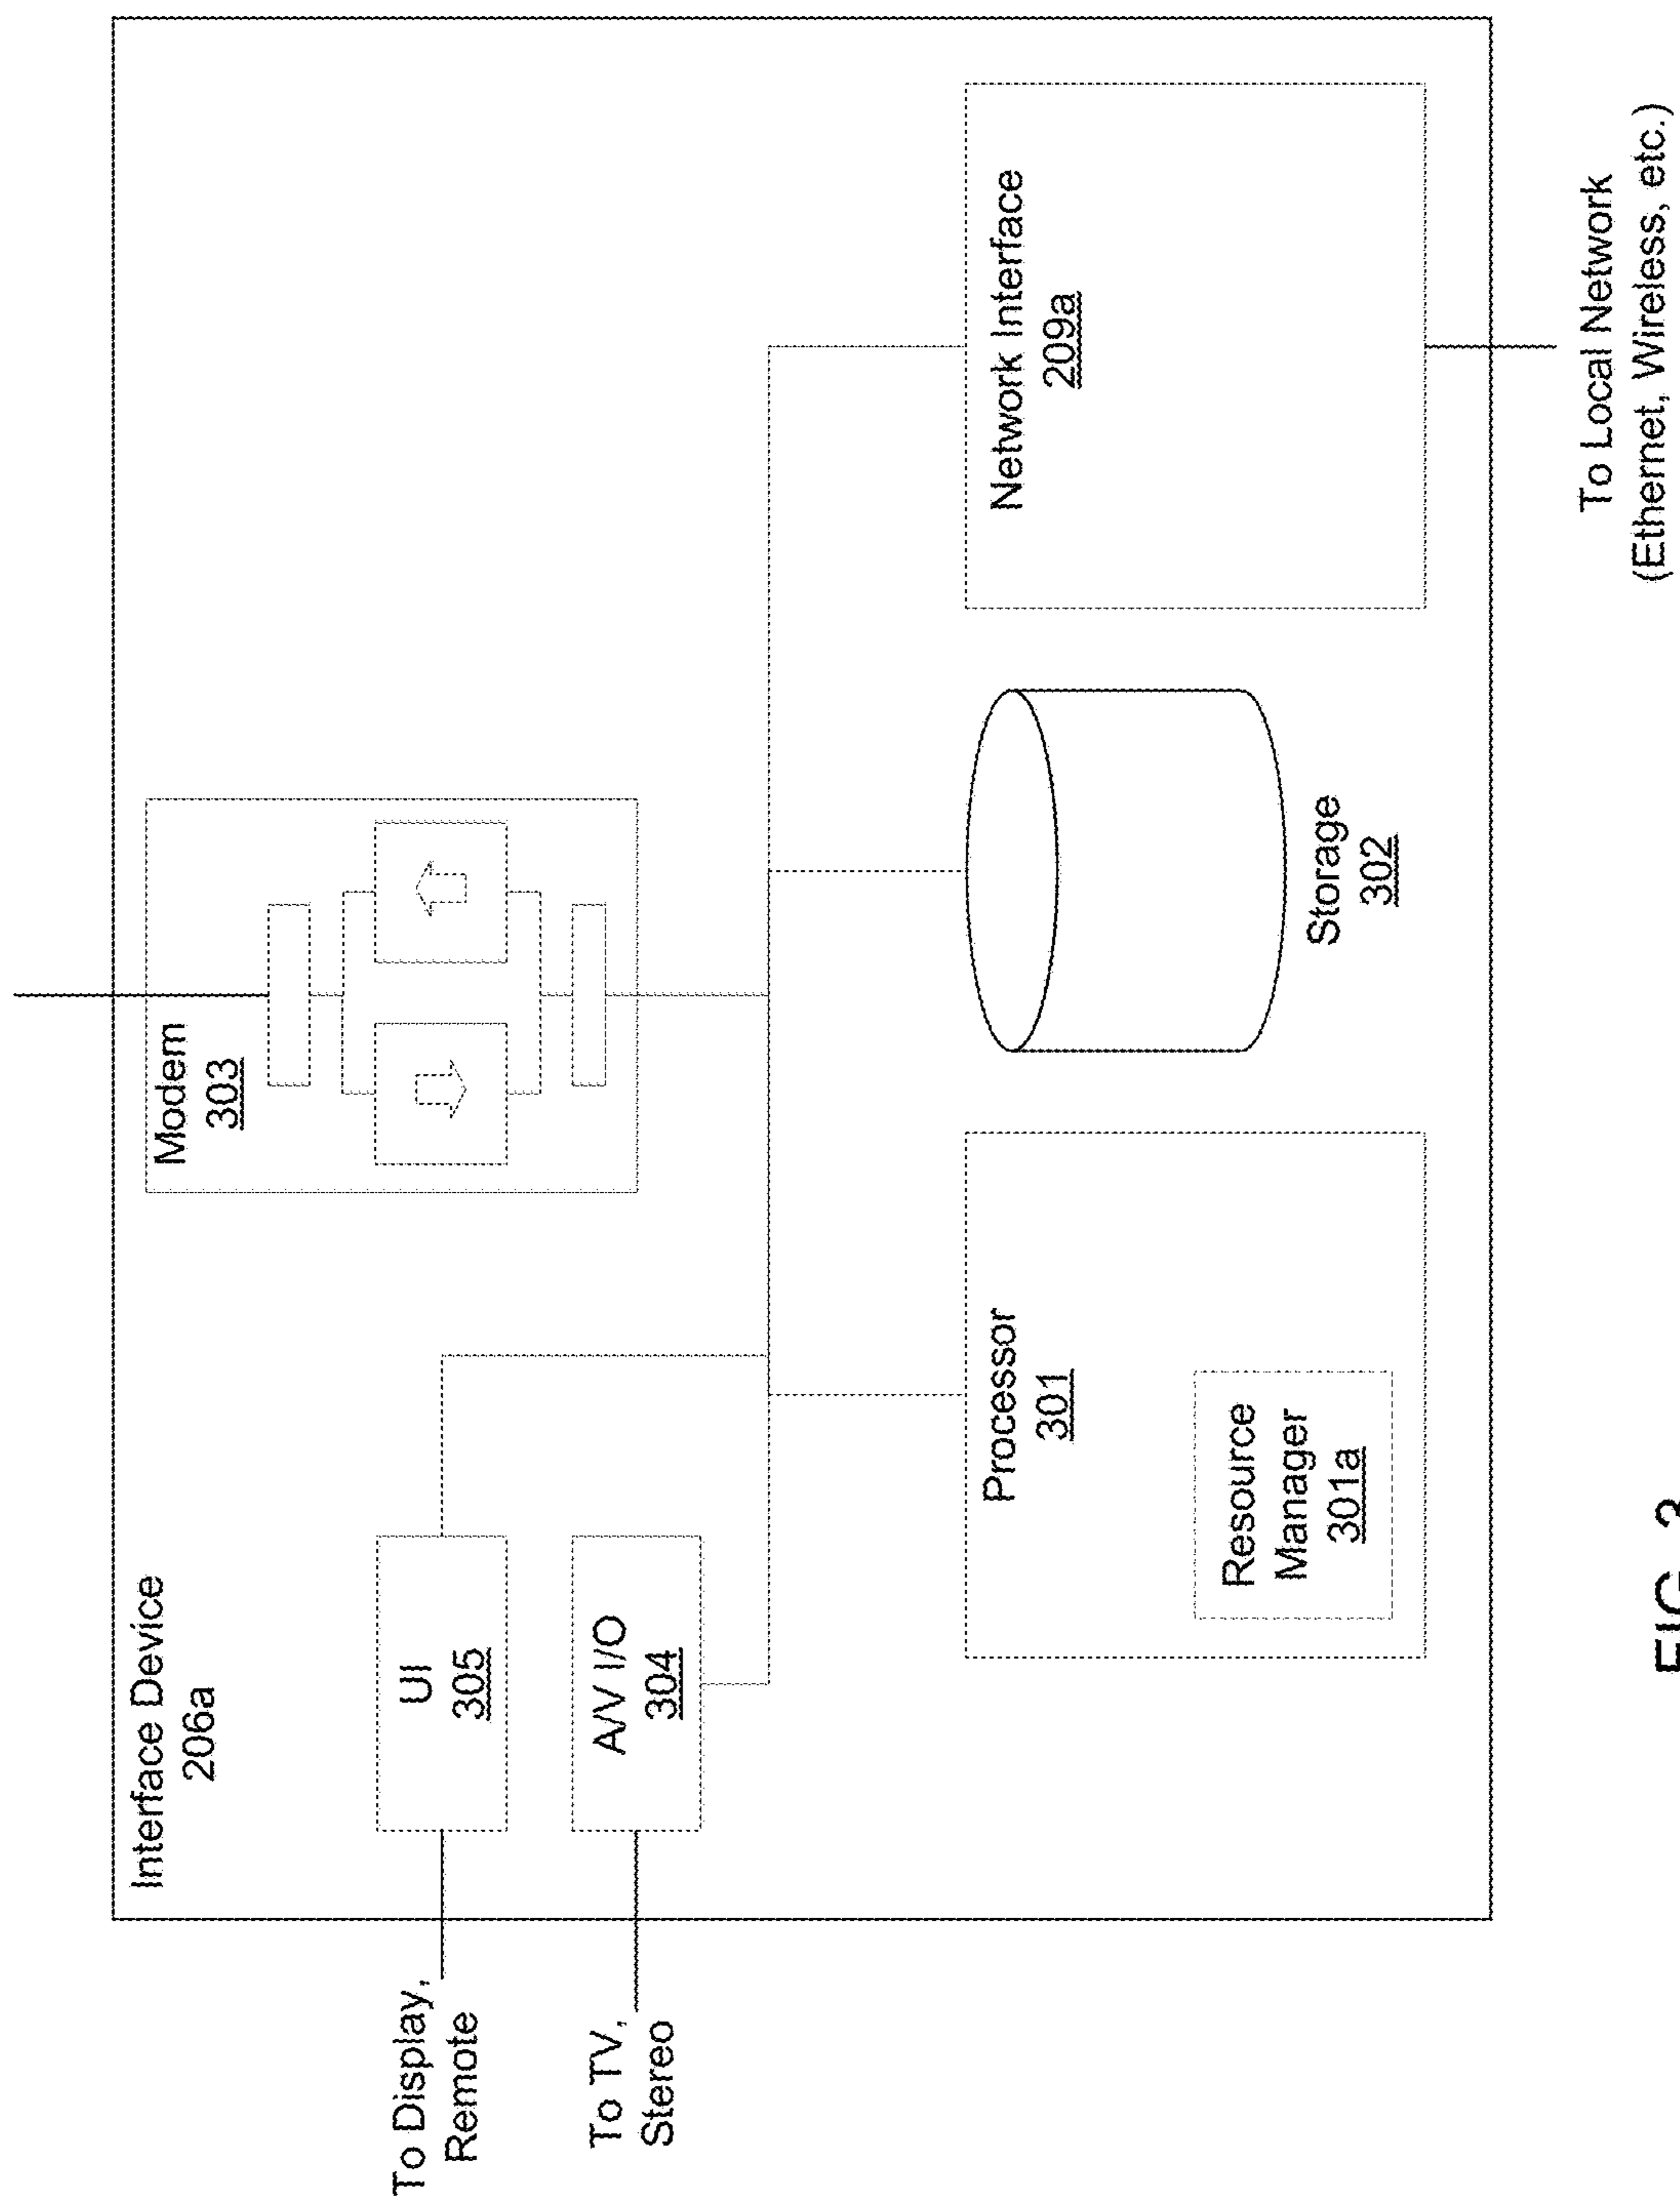 Interface Device
206a
Modem
303
To Display,
Remote
UI
305
To TV,
Stereo
A/V I/O
304
Processor
301
Resource
Manager
301a
Storage
302
Network Interface
209a
To Local Network
(Ethernet, Wireless, etc.)
FIG. 3